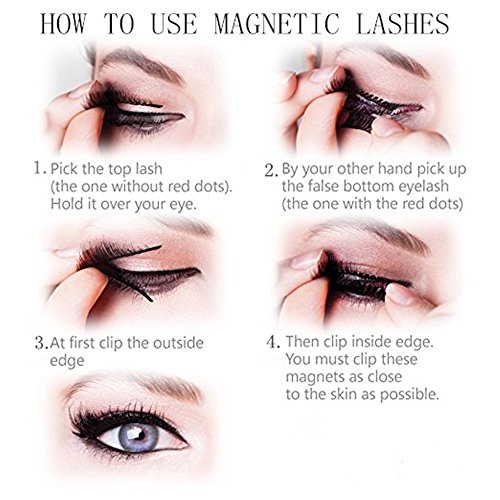 HOW TO USE MAGNETIC LASHES
1. Pick the top lash
(the one without red dots).
Hold it over your eye.
2. By your other hand pick up
the false bottom eyelash
(the one with the red dots)
3. At first clip the outside
edge
4. Then clip inside edge.
You must clip these
magnets as close
to the skin as possible.